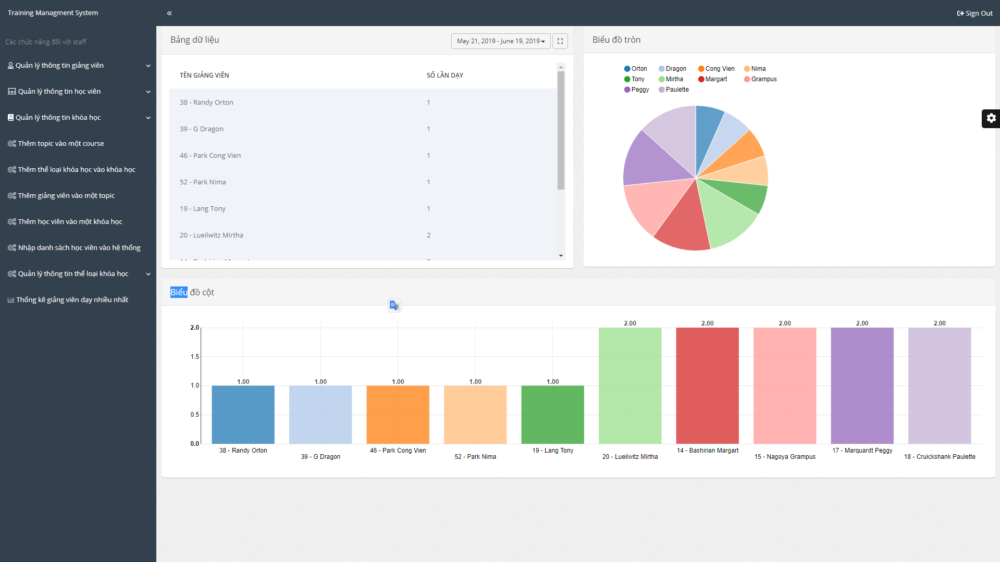 Training Managment System
«
Sign Out
Các chức năng đối với staff
Quản lý thông tin giảng viên
Quản lý thông tin học viên
Quản lý thông tin khóa học
Thêm topic vào một course
Thêm thể loại khóa học vào khóa học
Thêm giảng viên vào một topic
Thêm học viên vào một khóa học
Nhập danh sách học viên vào hệ thống
Quản lý thông tin thể loại khóa học
Thống kê giảng viên dạy nhiều nhất
Bảng dữ liệu
May 21, 2019 - June 19, 2019
TÊN GIẢNG VIÊN SỐ LẦN DẠY
38 - Randy Orton 1
39 - G Dragon 1
46 - Park Cong Vien 1
52 - Park Nima 1
19 - Lang Tony 1
20 - Lueilwitz Mirtha 2
Biểu đồ tròn
Orton Dragon Cong Vien Nima
Tony Mirtha Margart Grampus
Peggy Paulette
Biểu đồ cột
2.00 2.00 2.00 2.00 2.00
2.0
1.5
1.00 1.00 1.00 1.00 1.00
1.0
0.5
0.0
38 - Randy Orton 46 - Park Cong Vien 19 - Lang Tony 14 - Bashirian Margart 17 - Marquardt Peggy
39 - G Dragon 52 - Park Nima 20 - Lueilwitz Mirtha 15 - Nagoya Grampus 18 - Cruickshank Paulette